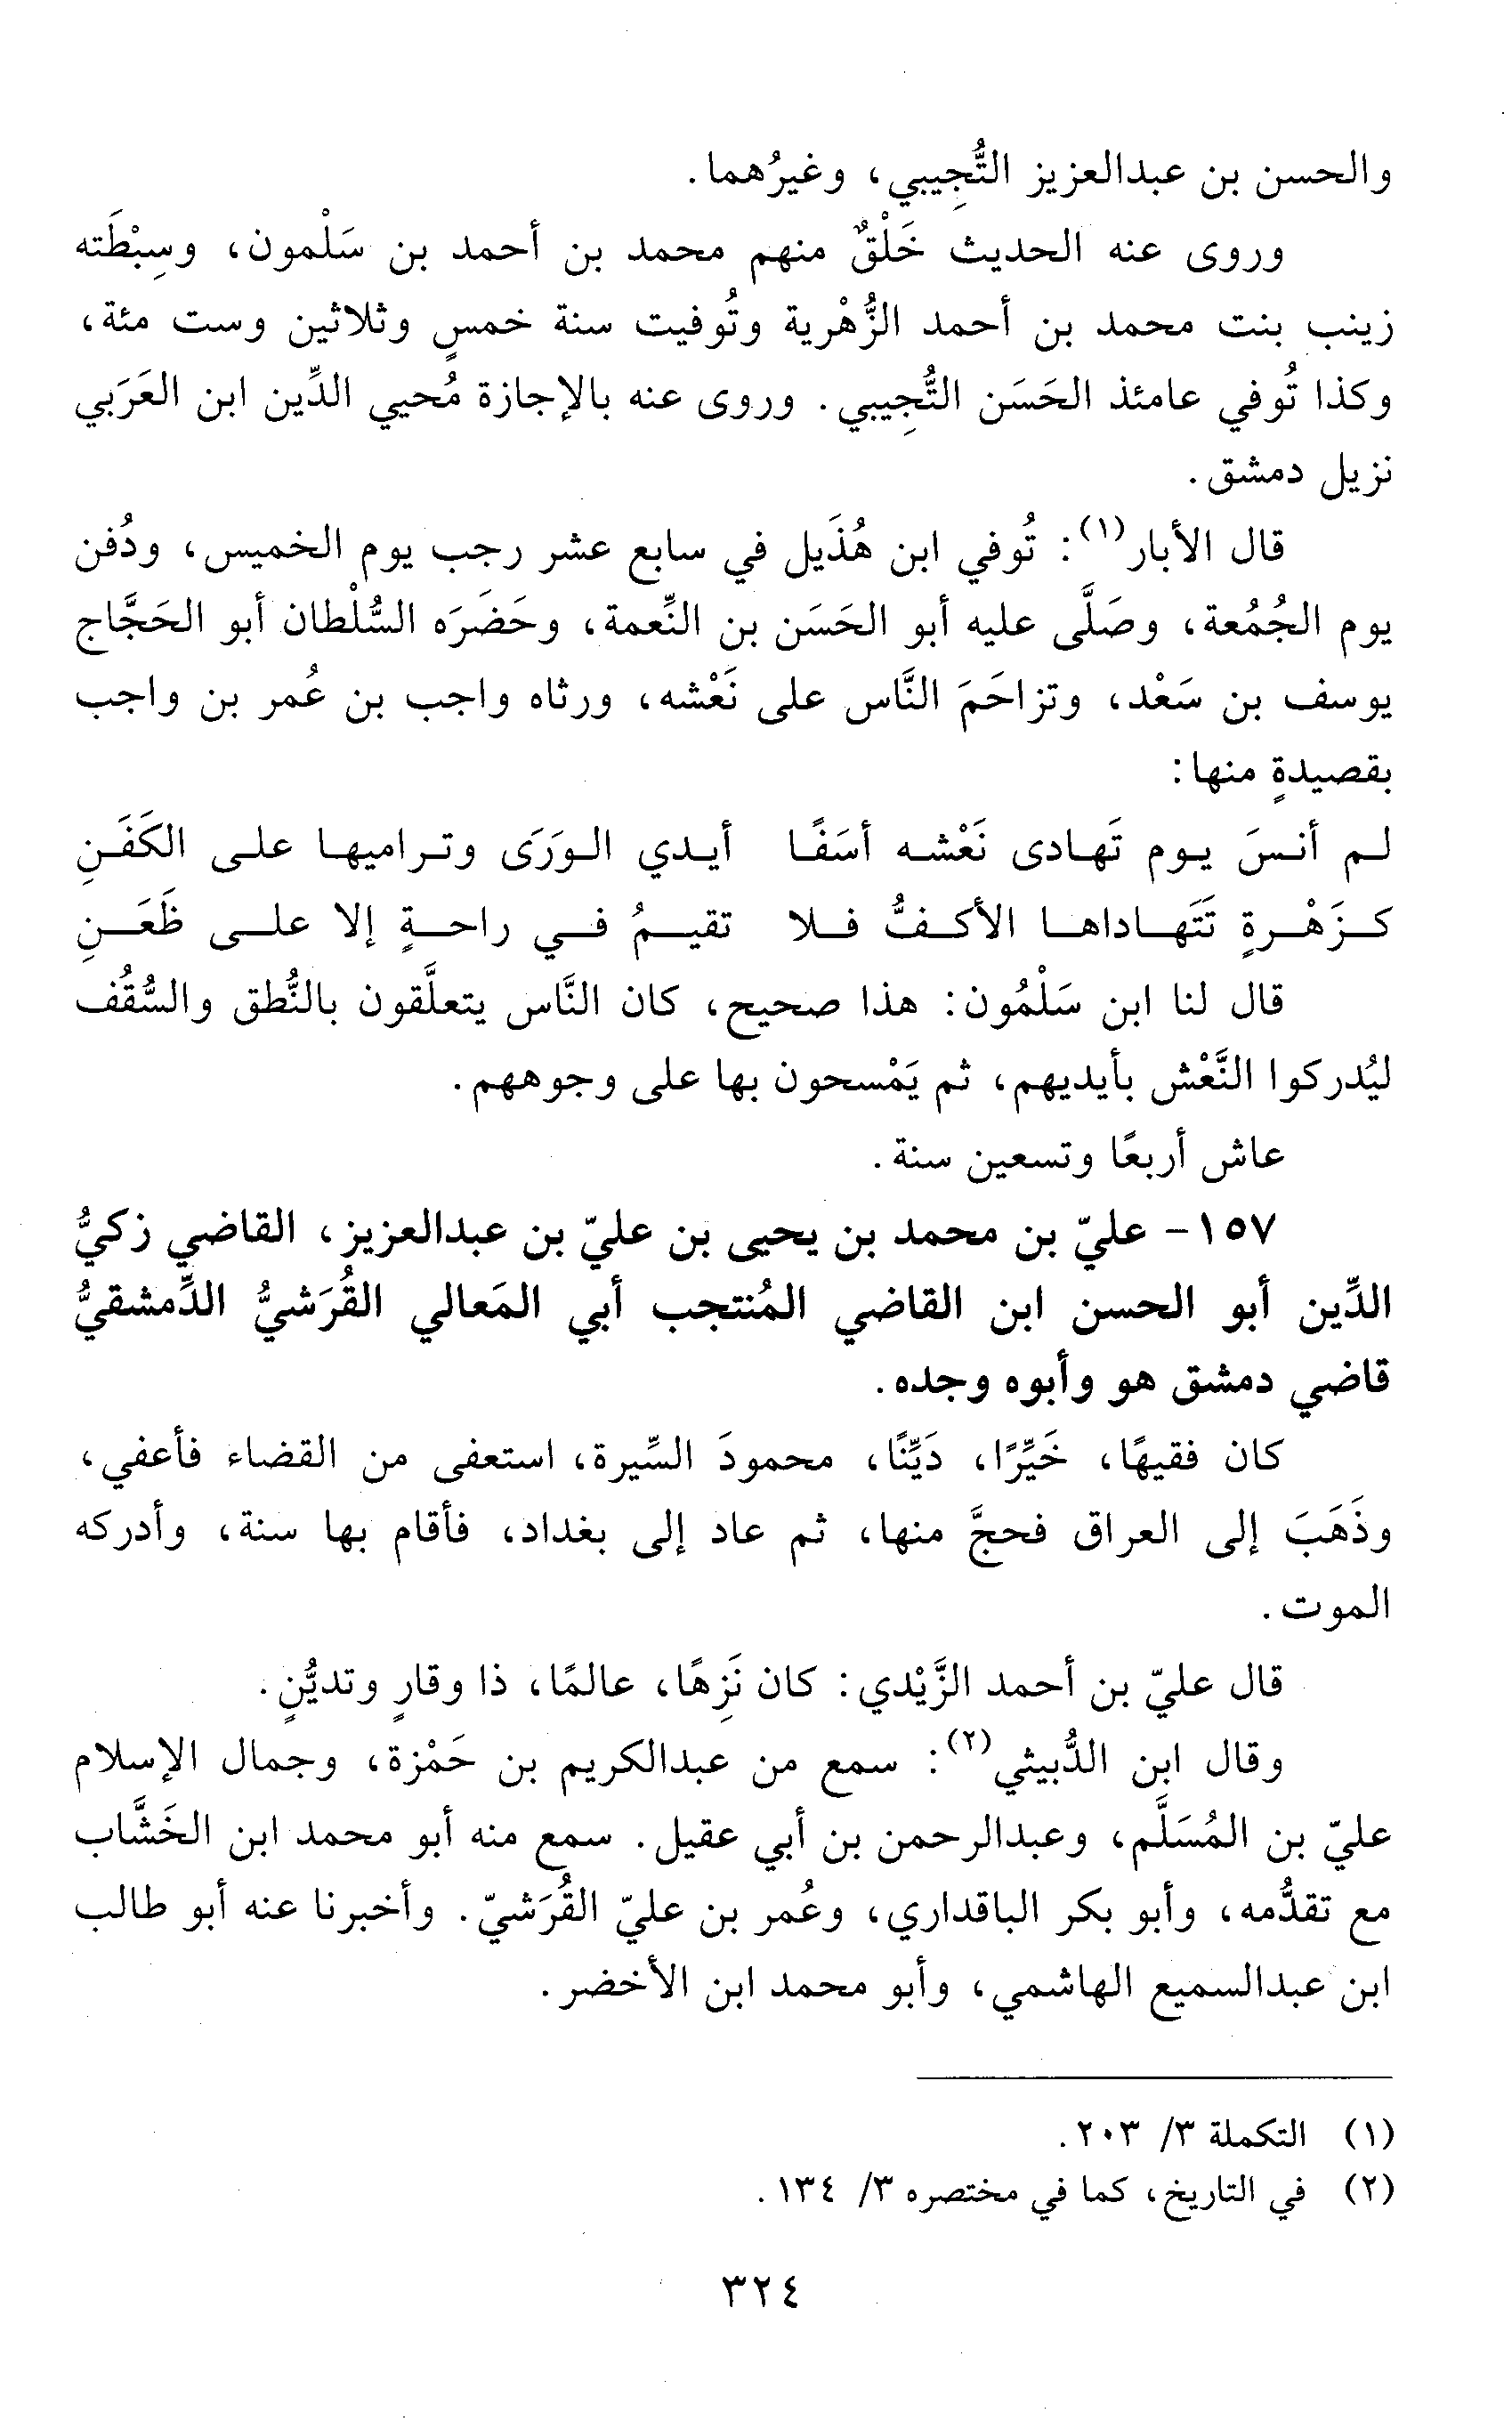 والحسن بن عبدالعزيز التُّجِيبي، وغيرُهما.
وروى عنه الحديث خَلْقٌ منهم محمد بن أحمد بن سَلْمون، وسِبْطَته
زينب بنت محمد بن أحمد الزُّهْرية وتُوفيت سنة خمسٍ وثلاثين وست مئة،
وكذا تُوفي عامئذ الحَسَن التُّجِيبي. وروى عنه بالإجازة مُحيي الدِّين ابن العَرَبي
نزيل دمشق.
قال الأبار(١): تُوفي ابن هُذَيل في سابع عشر رجب يوم الخميس، ودُفن
يوم الجُمُعة، وصَلَّى عليه أبو الحَسَن بن النِّعمة، وحَضَرَه السُّلْطان أبو الحَجَّاج
يوسف بن سَعْد، وتزاحَمَ النَّاس على نَعْشه، ورثاه واجب بن عُمر بن واجب
بقصيدةٍ منها:
لم أنسَ يوم تَهادى نَعْشه أسَفًا أيدي الوَرَى وتراميها على الكَفَنِ
كزَهْرةٍ تَتَهاداها الأكفُّ فلا تقيمُ في راحةٍ إلا على ظَعَنِ
قال لنا ابن سَلْمُون: هذا صحيح، كان النَّاس يتعلَّقون بالنُّطق والسُّقُف
ليُدركوا النَّعْش بأيديهم، ثم يَمْسحون بها على وجوههم.
عاش أربعًا وتسعين سنة.
١٥٧- عليّ بن محمد بن يحيى بن عليّ بن عبدالعزيز، القاضي زكيُّ
الدِّين أبو الحسن ابن القاضي المُنتجب أبي المَعالي القُرَشيُّ الدِّمشقيُّ
قاضي دمشق هو وأبوه وجده.
كان فقيهًا، خَيِّرًا، دَيِّنًا، محمودَ السِّيرة، استعفى من القضاء فأعفي،
وذَهَبَ إلى العراق فحجَّ منها، ثم عاد إلى بغداد، فأقام بها سنة، وأدركه
الموت.
قال عليّ بن أحمد الزَّيْدي: كان نَزِهًا، عالمًا، ذا وقارٍ وتديُّنٍ.
وقال ابن الدُّبيثي(٢): سمع من عبدالكريم بن حَمْزة، وجمال الإسلام
عليّ بن المُسَلَّم، وعبدالرحمن بن أبي عقيل. سمع منه أبو محمد ابن الخَشَّاب
مع تقدُّمه، وأبو بكر الباقداري، وعُمر بن عليّ القُرَشيّ. وأخبرنا عنه أبو طالب
ابن عبدالسميع الهاشمي، وأبو محمد ابن الأخضر.
(١) التكملة ٣/ ٢٠٣.
(٢) في التاريخ، كما في مختصره ٣/ ١٣٤.
٣٢٤